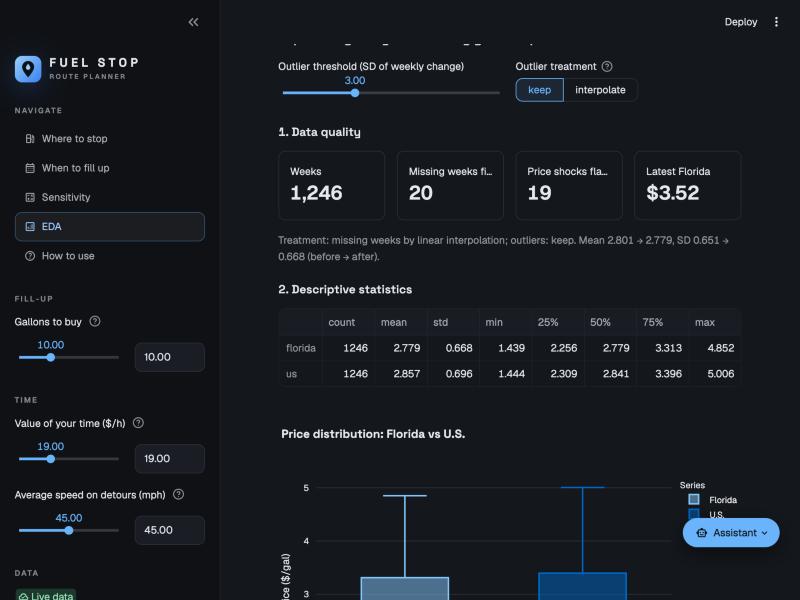 Deploy
FUEL STOP
ROUTE PLANNER
NAVIGATE
Where to stop
When to fill up
Sensitivity
EDA
How to use
FILL-UP
Gallons to buy
10.00
10.00
TIME
Value of your time ($/h)
19.00
19.00
Average speed on detours (mph)
45.00
45.00
DATA
Live data
Outlier threshold (SD of weekly change)
3.00
Outlier treatment
keep interpolate
1. Data quality
Weeks
1,246
Missing weeks fi...
20
Price shocks fla...
19
Latest Florida
$3.52
Treatment: missing weeks by linear interpolation; outliers: keep. Mean 2.801 → 2.779, SD 0.651 →
0.668 (before → after).
2. Descriptive statistics
count mean std min 25% 50% 75% max
florida 1246 2.779 0.668 1.439 2.256 2.779 3.313 4.852
us 1246 2.857 0.696 1.444 2.309 2.841 3.396 5.006
Price distribution: Florida vs U.S.
5
4
3
Series
Florida
U.S.
Assistant